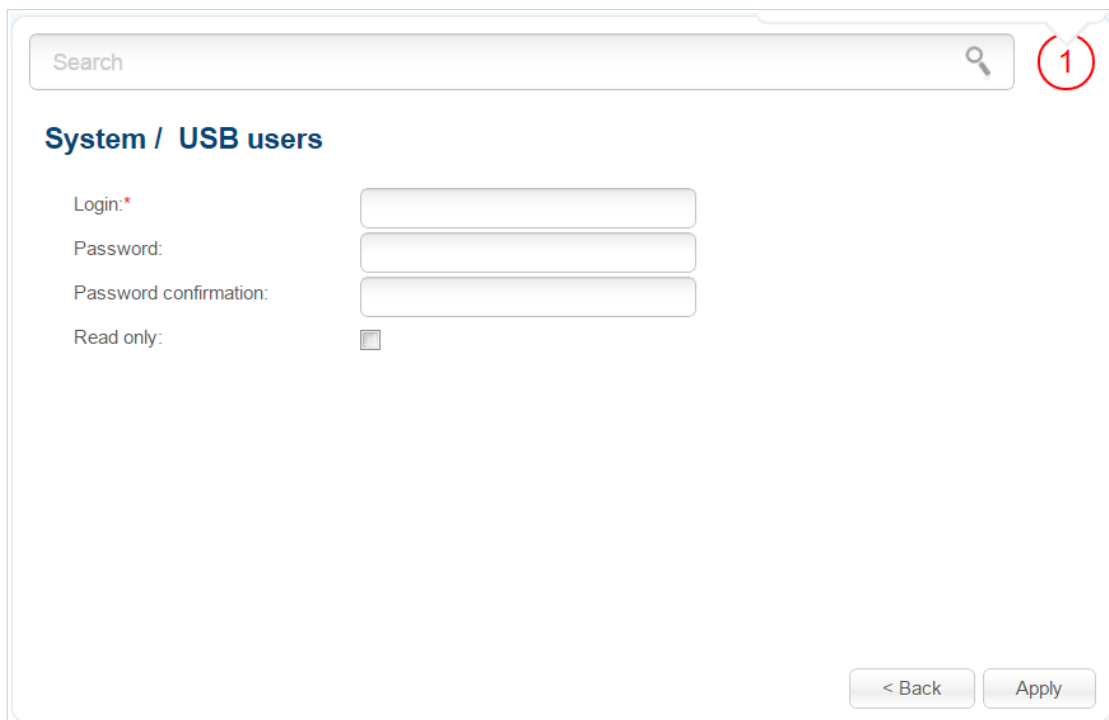 Search
1
System / USB users
Login:*
Password:
Password confirmation:
Read only:
< Back Apply